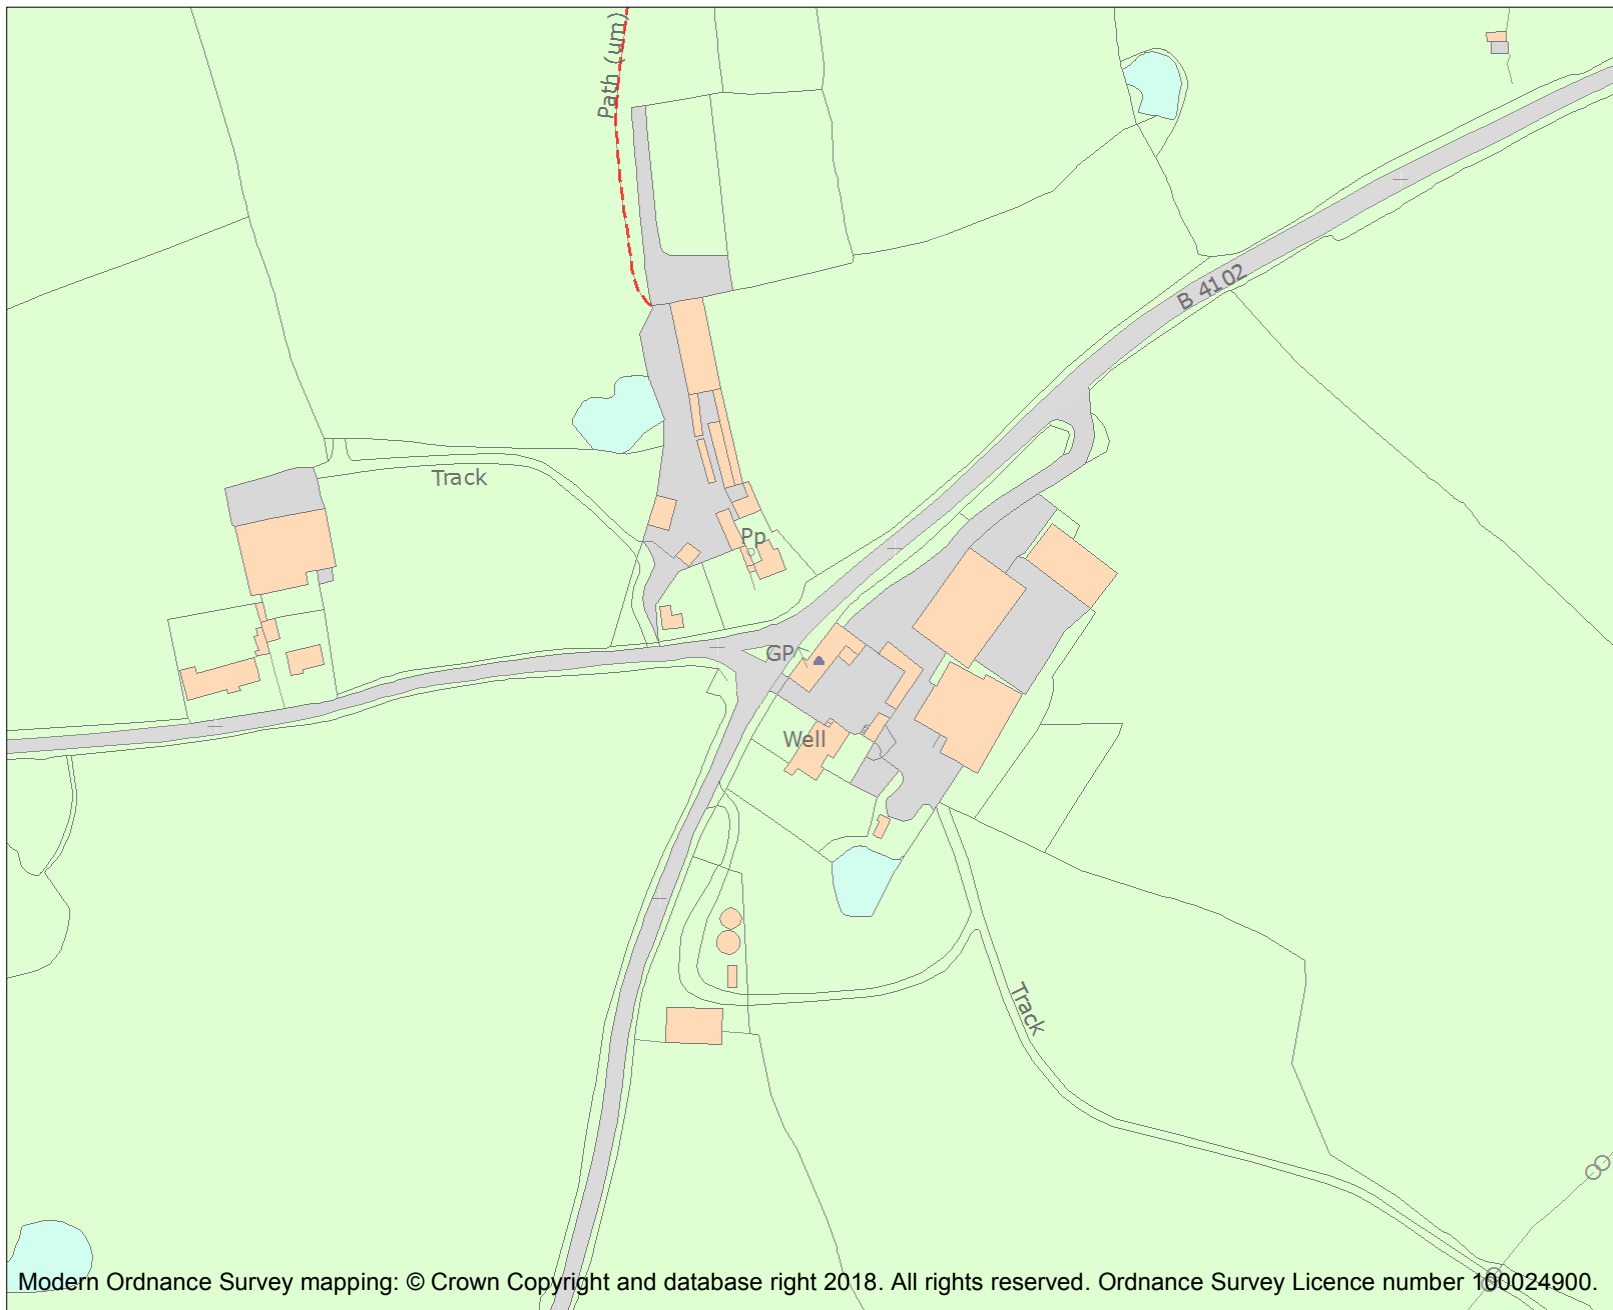 Path (um)
B 4102
Track
Pp
GP
Well
Track
Modern Ordnance Survey mapping: © Crown Copyright and database right 2018. All rights reserved. Ordnance Survey Licence number 100024900.